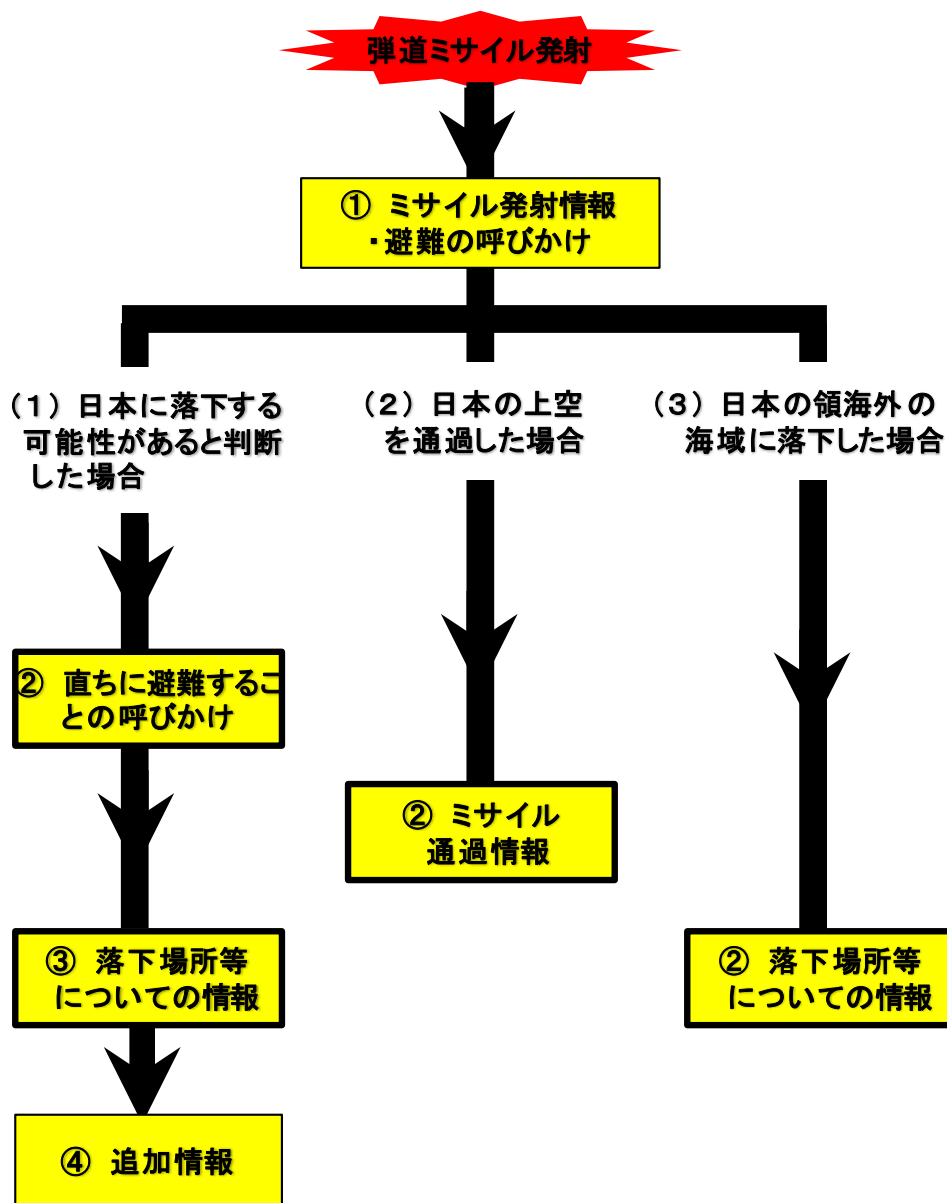 弾道ミサイル発射
① ミサイル発射情報
・避難の呼びかけ
(1)日本に落下する
可能性があると判断
した場合
(2)日本の上空
を通過した場合
(3)日本の領海外の
海域に落下した場合
② 直ちに避難するこ
との呼びかけ
② ミサイル
通過情報
③ 落下場所等
についての情報
② 落下場所等
についての情報
④ 追加情報